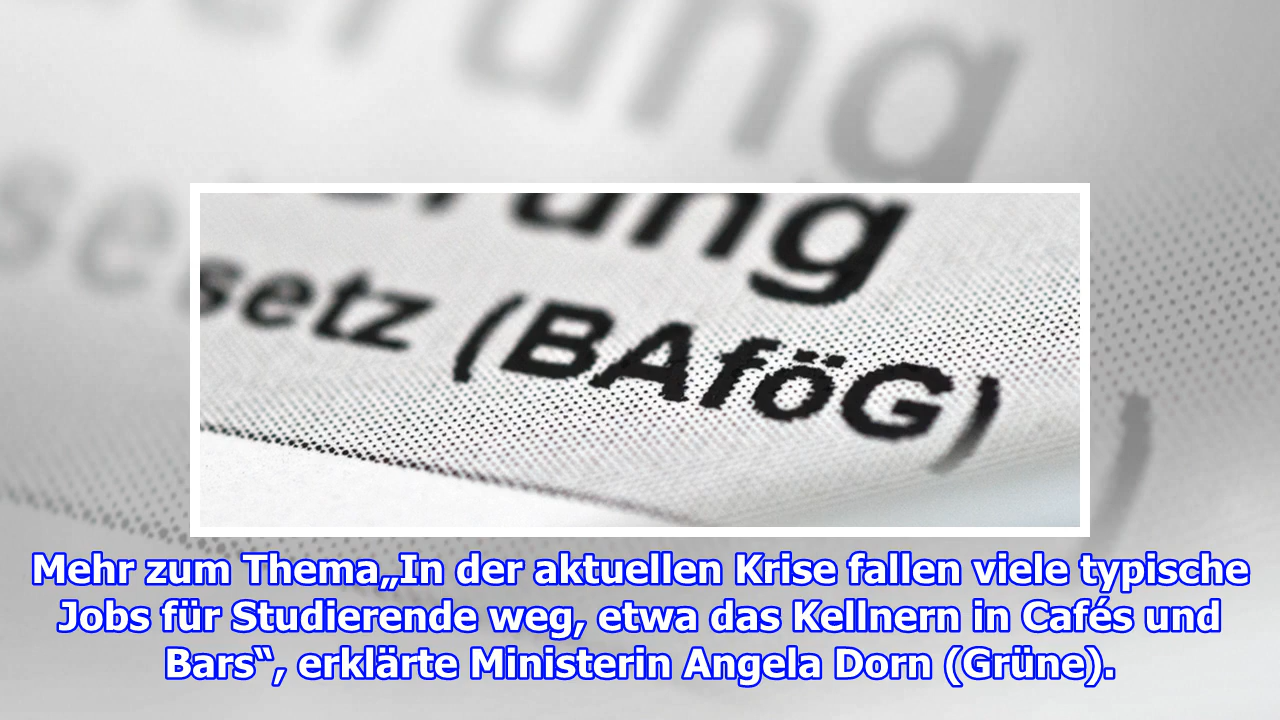 erung
setz (BAföG)
Mehr zum Thema„In der aktuellen Krise fallen viele typische
Jobs für Studierende weg, etwa das Kellnern in Cafés und
Bars“, erklärte Ministerin Angela Dorn (Grüne).